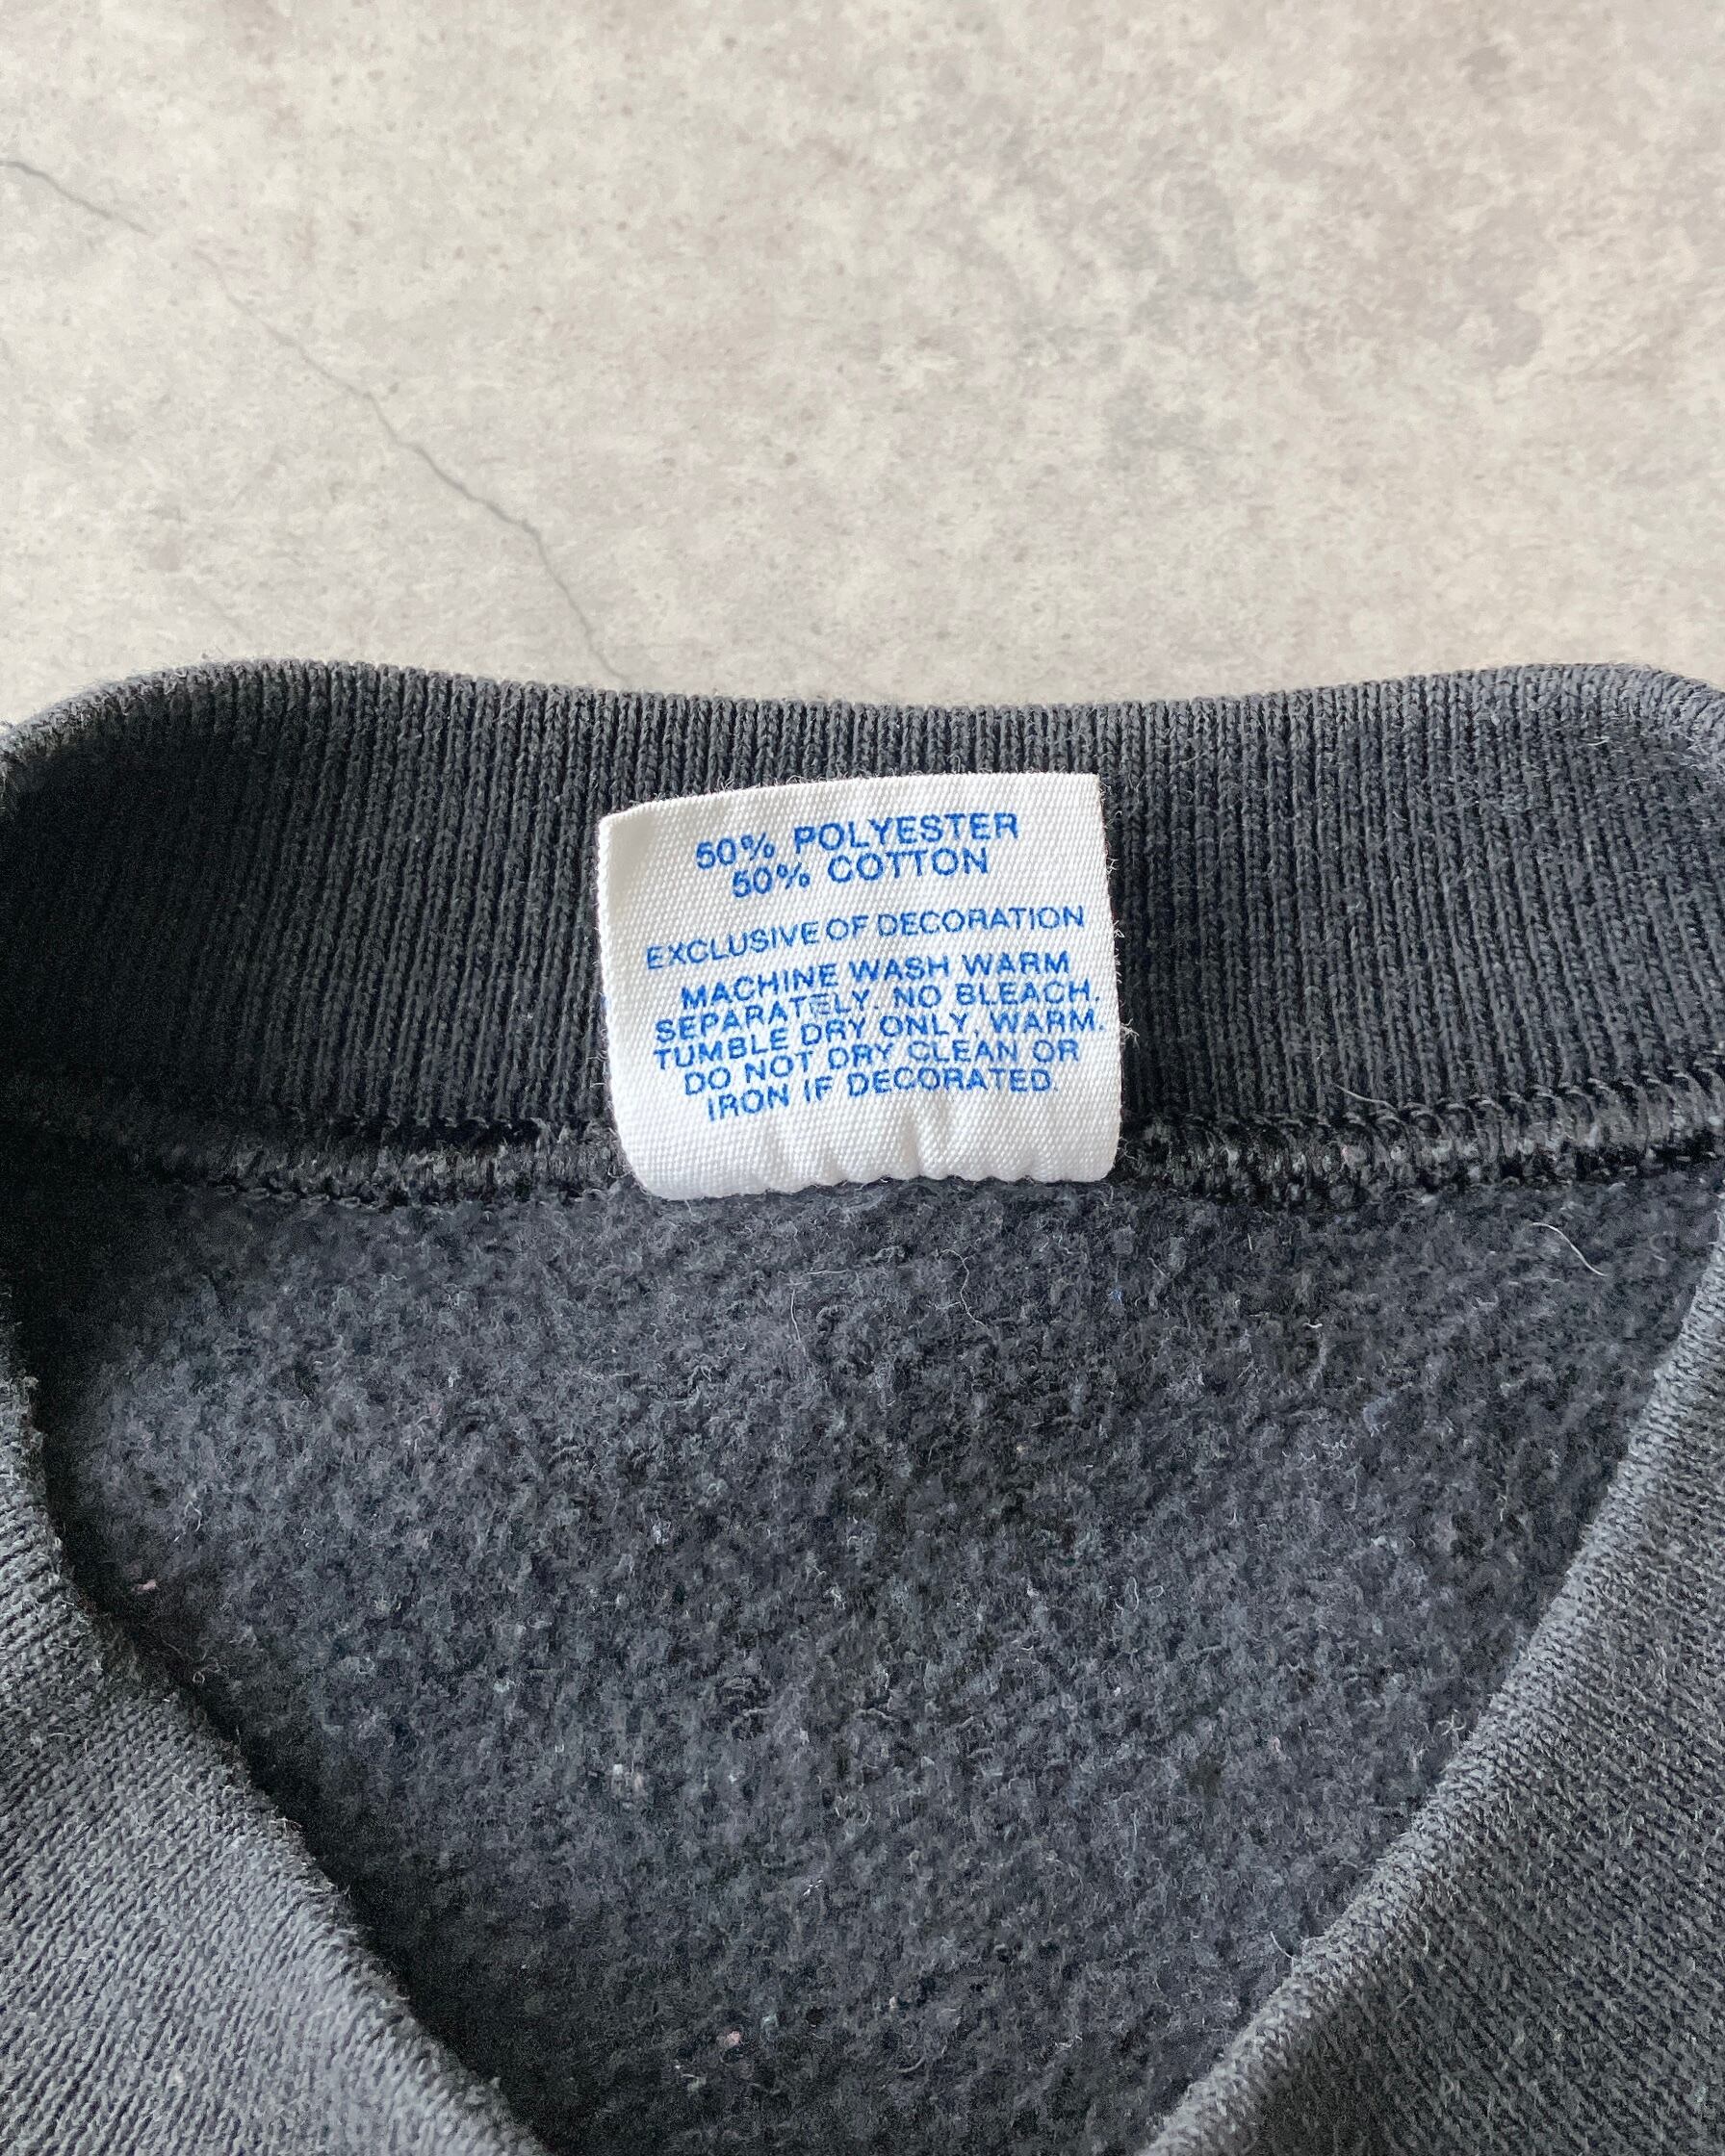 50% POLYESTER
50% COTTON
EXCLUSIVE OF DECORATION
MACHINE WASH WARM
SEPARATELY. NO BLEACH.
TUMBLE DRY ONLY, WARM.
DO NOT DRY CLEAN OR
IRON IF DECORATED.